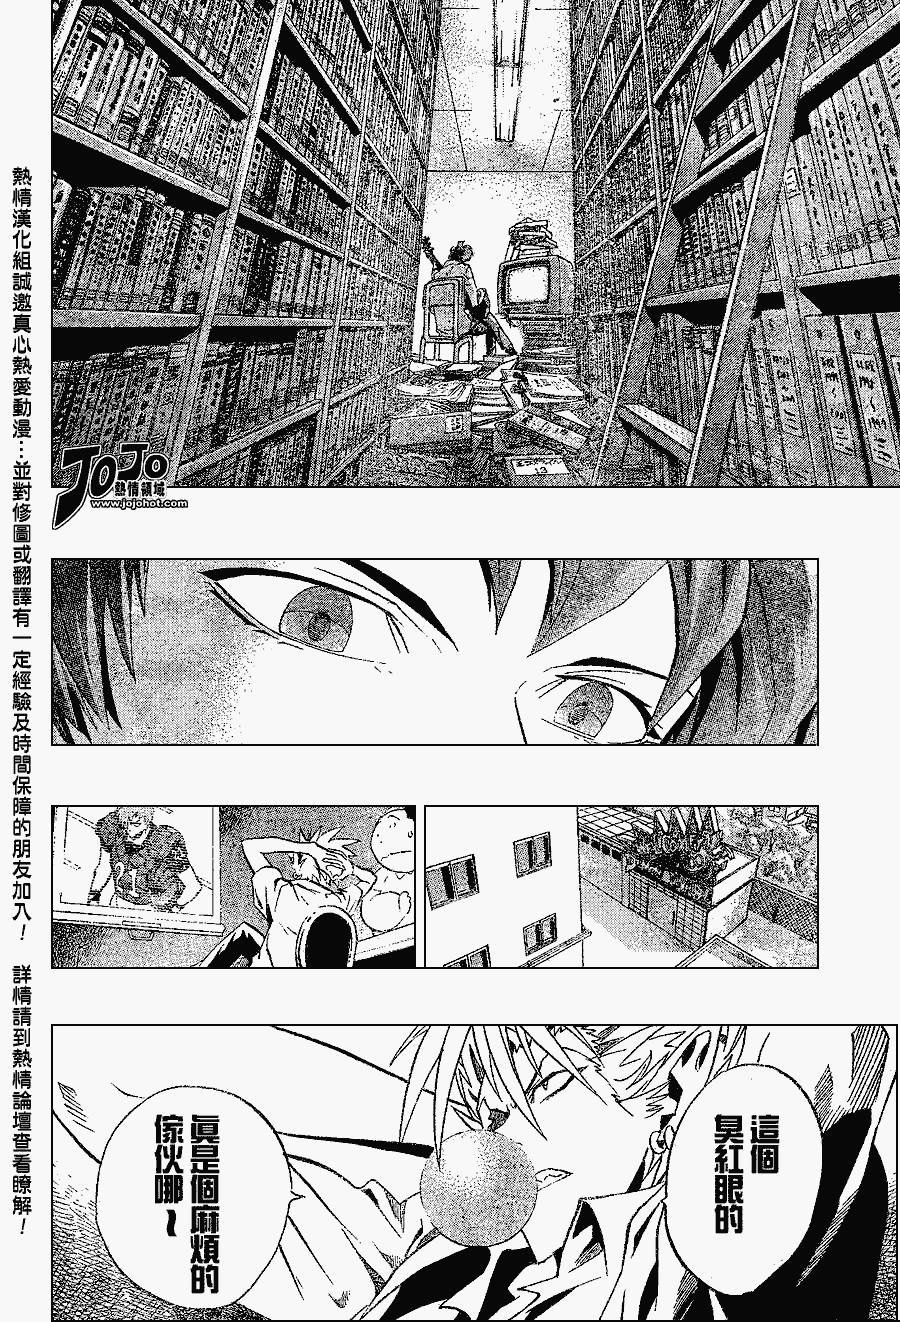 熱情漢化組誠邀真心熱愛動漫…並對修圖或翻譯有一定經驗及時間保障的朋友加入！ 詳情請到熱情論壇查看瞭解！
JOJO
熱情領域
www.jojohot.com
13
這個
臭紅眼的
真是個麻煩的
傢伙哪～